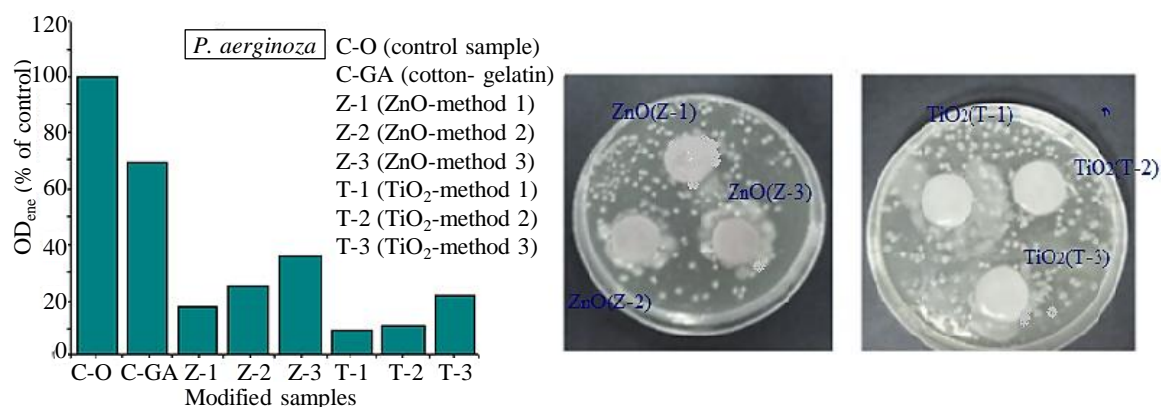 120
100
80
60
40
20
0
OD_ene (% of control)
P. aerginoza
C-O (control sample)
C-GA (cotton- gelatin)
Z-1 (ZnO-method 1)
Z-2 (ZnO-method 2)
Z-3 (ZnO-method 3)
T-1 (TiO₂-method 1)
T-2 (TiO₂-method 2)
T-3 (TiO₂-method 3)
C-O C-GA Z-1 Z-2 Z-3 T-1 T-2 T-3
Modified samples
ZnO(Z-1)
ZnO(Z-3)
ZnO(Z-2)
TiO2(T-1)
TiO2(T-2)
TiO2(T-3)